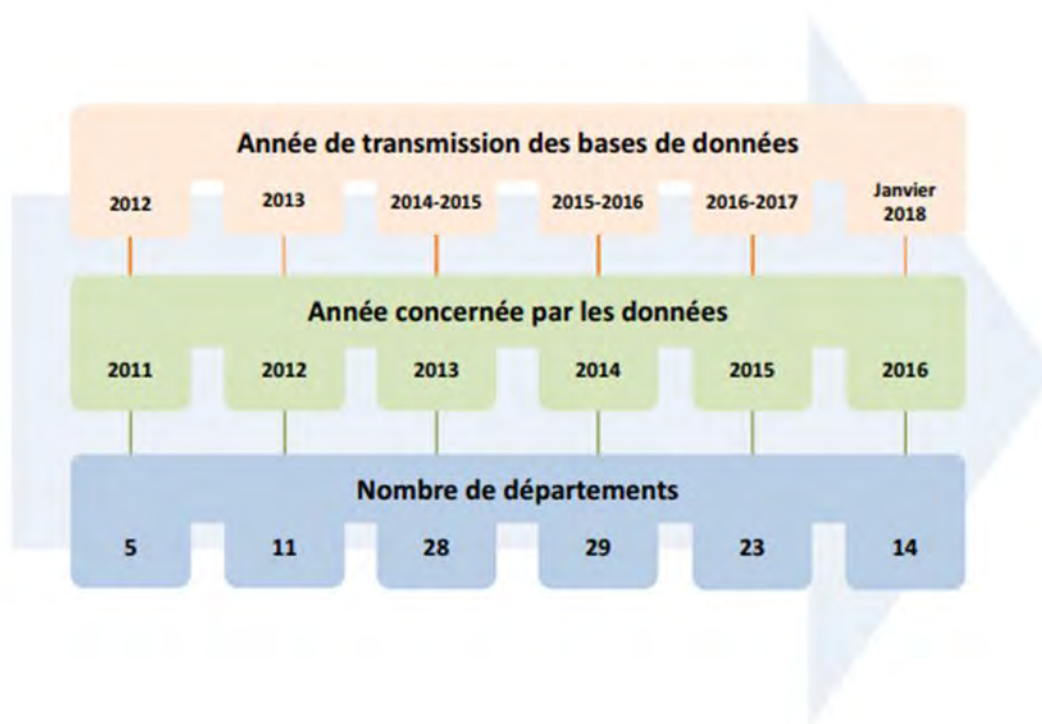 Année de transmission des bases de données
2012 2013 2014-2015 2015-2016 2016-2017 Janvier
2018
Année concernée par les données
2011 2012 2013 2014 2015 2016
Nombre de départements
5 11 28 29 23 14